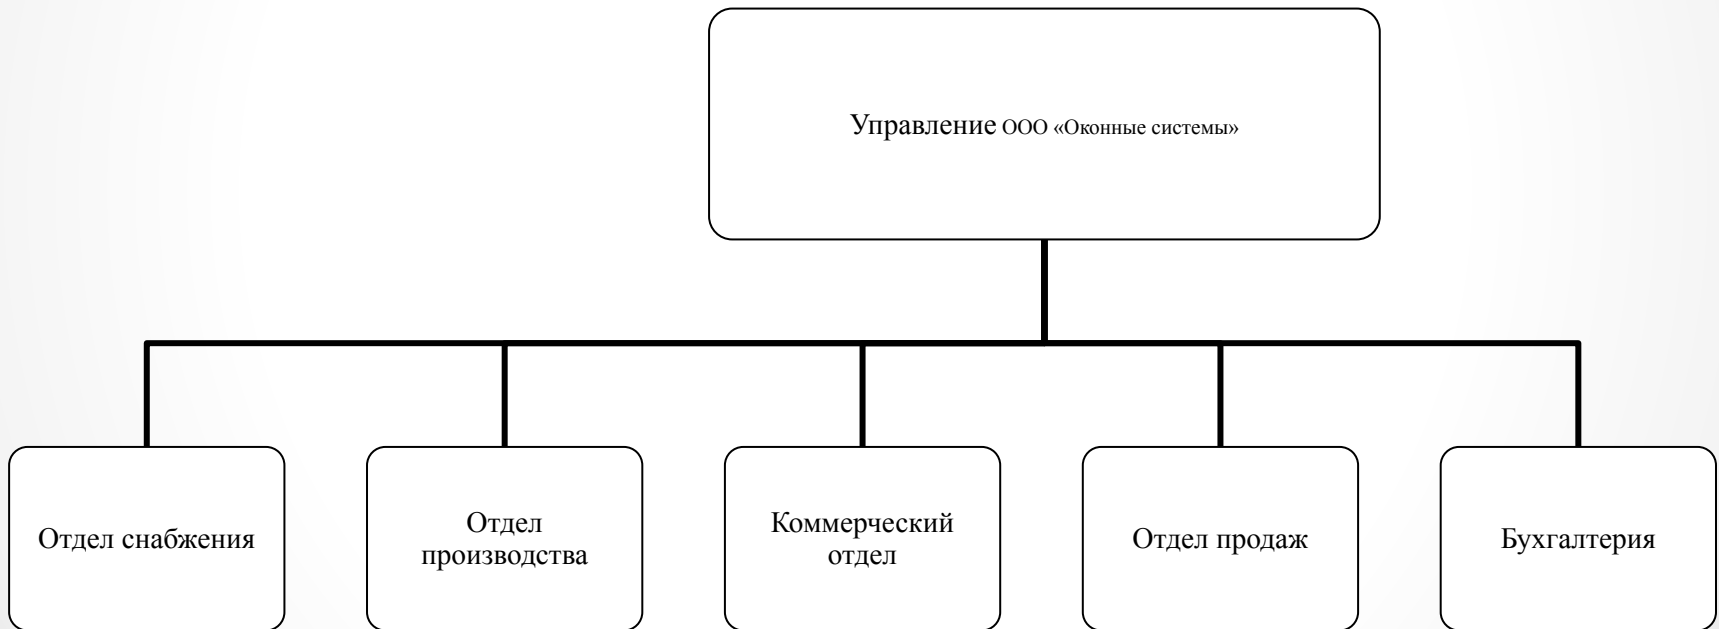 Управление ООО «Оконные системы»
Отдел снабжения
Отдел
производства
Коммерческий
отдел
Отдел продаж
Бухгалтерия